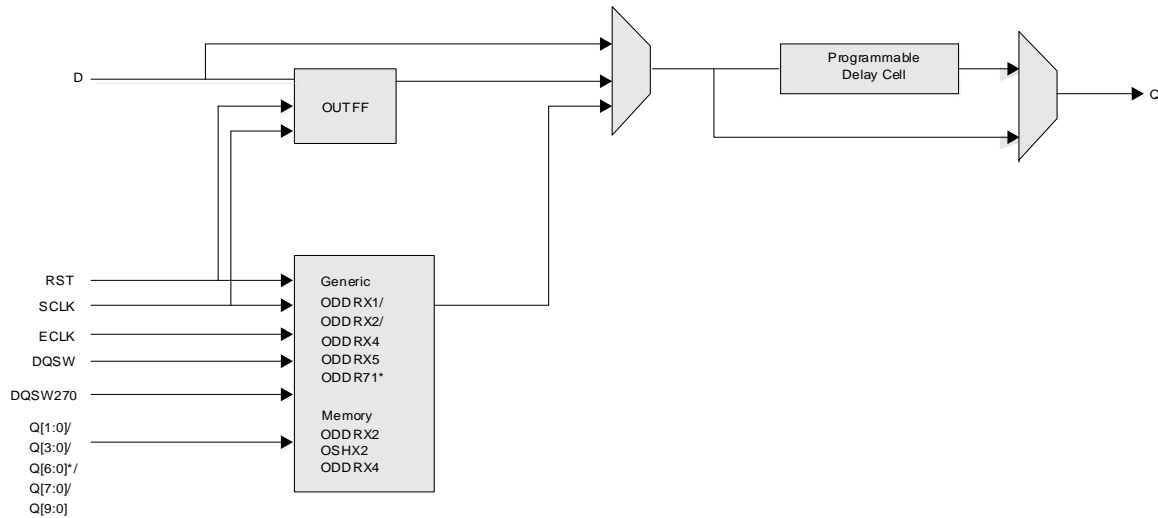 D
OUTFF
Programmable
Delay Cell
Q
RST
SCLK
ECLK
DQSW
DQSW270
Q[1:0]/
Q[3:0]/
Q[6:0]*/
Q[7:0]/
Q[9:0]
Generic
ODDRX1/
ODDRX2/
ODDRX4
ODDRX5
ODDR71*
Memory
ODDRX2
OSHX2
ODDRX4